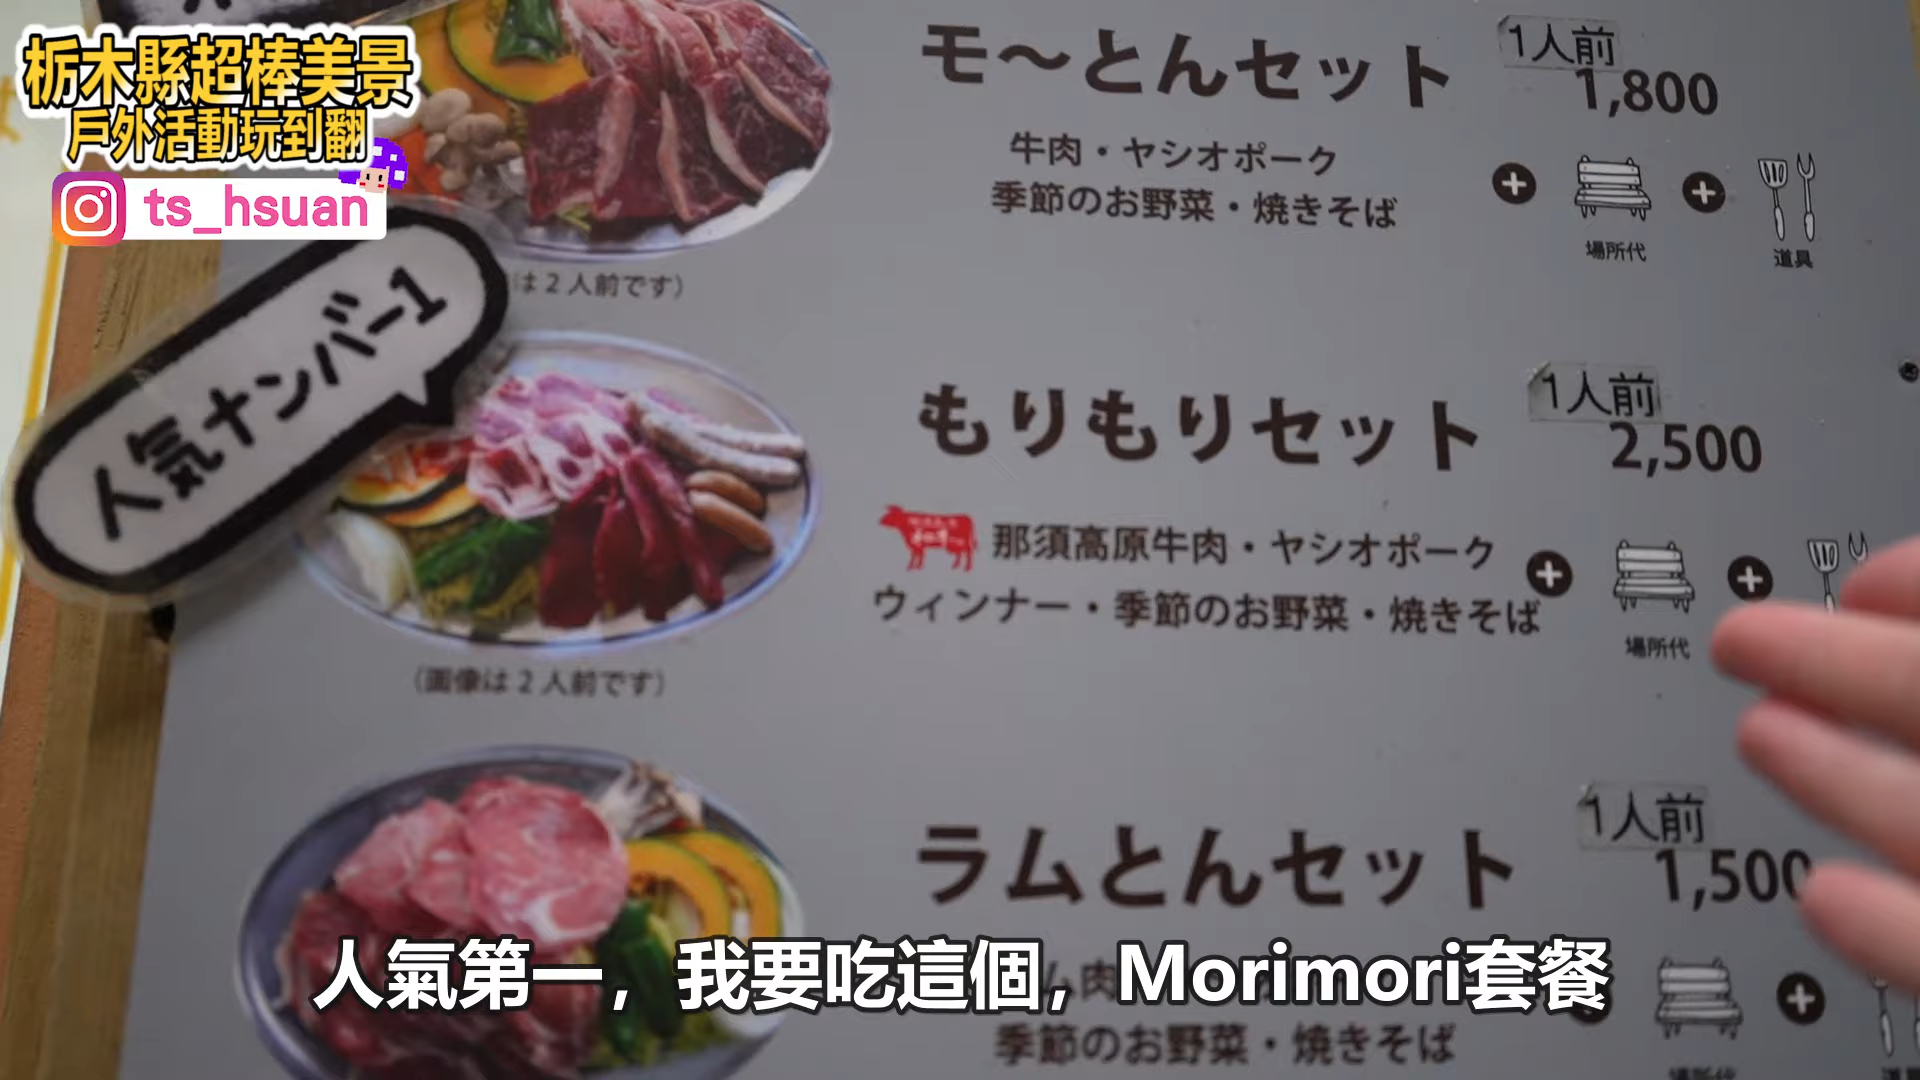 栃木縣超棒美景
戶外活動玩到翻
ts_hsuan
モ〜とんセット
1人前
1,800
牛肉・ヤシオポーク
季節のお野菜・焼きそば
場所代
道具
は2人前です）
人気ナンバー1
もりもりセット
1人前
2,500
那須高原牛肉・ヤシオポーク
ウィンナー・季節のお野菜・焼きそば
場所代
（画像は2人前です）
ラムとんセット
1人前
1,500
人氣第一，我要吃這個，Morimori套餐
季節のお野菜・焼きそば